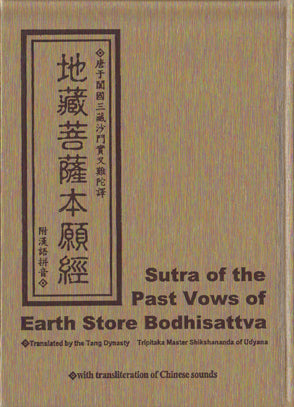 唐于闐國三藏沙門實叉難陀譯
地藏菩薩本願經
附漢語拼音
Sutra of the
Past Vows of
Earth Store Bodhisattva
Translated by the Tang Dynasty Tripitaka Master Shikshananda of Udyana
with transliteration of Chinese sounds